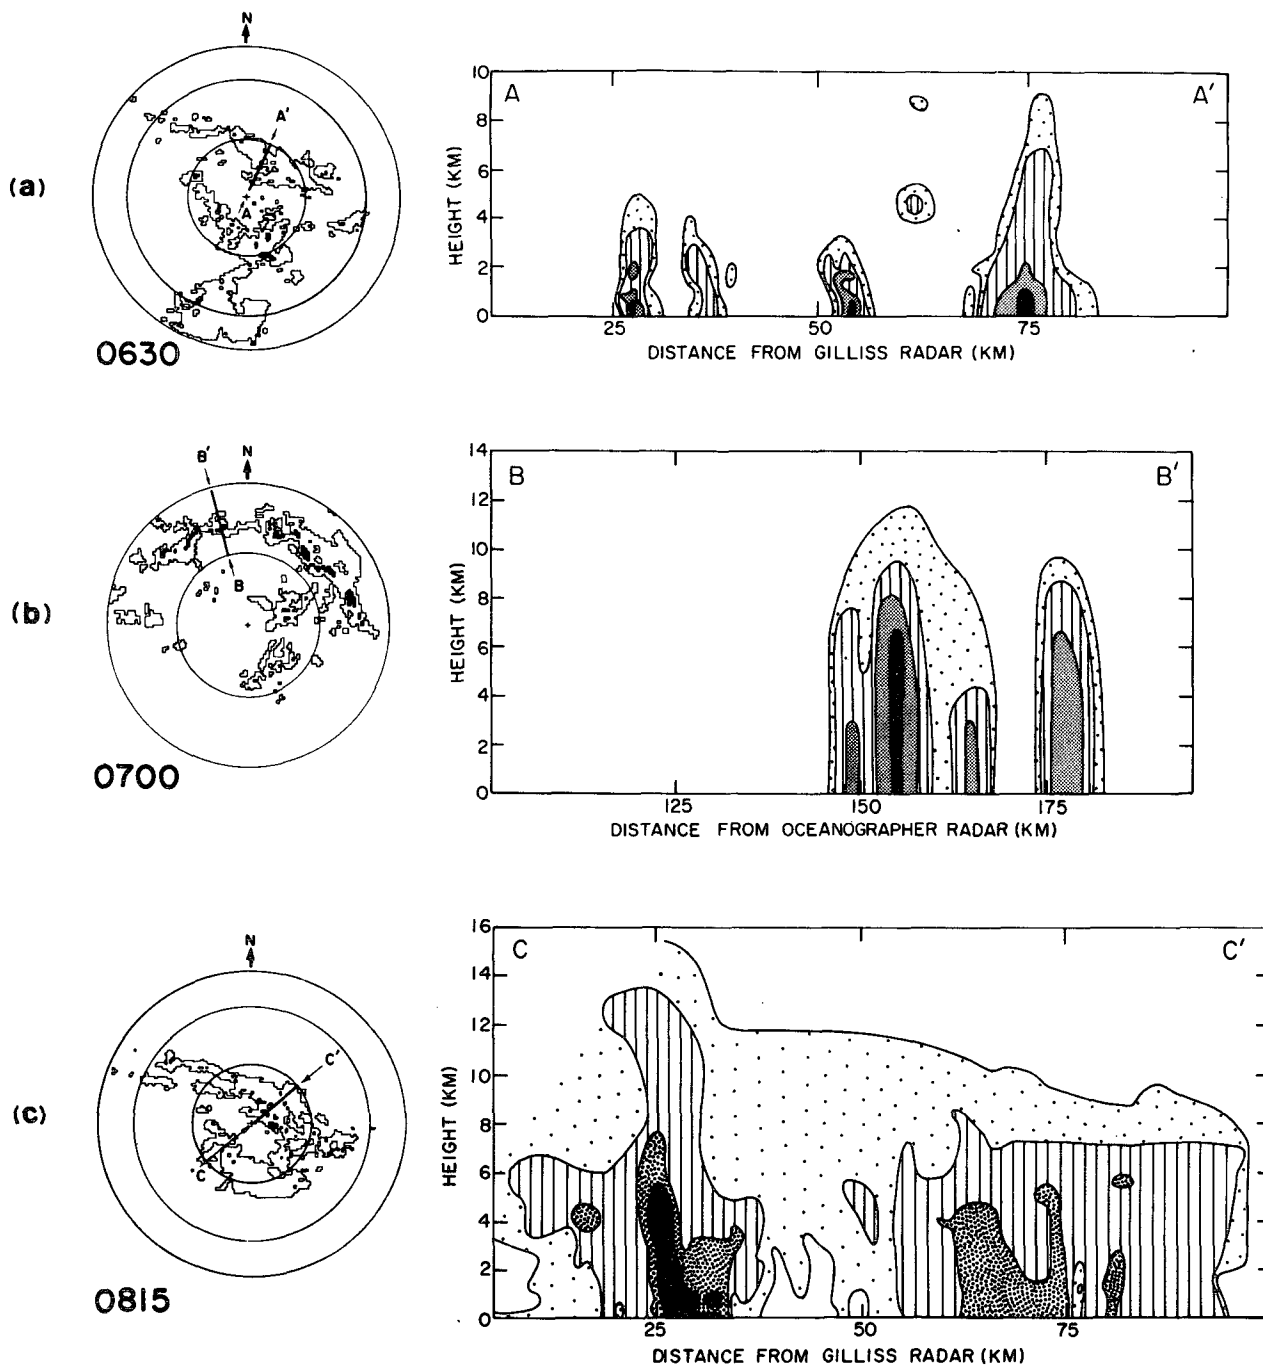 (a)
N
A'
A
0630
A
A'
10
8
6
4
2
0
HEIGHT (KM)
25
50
75
DISTANCE FROM GILLISS RADAR (KM)
(b)
B'
N
B
0700
B
B'
14
12
10
8
6
4
2
0
HEIGHT (KM)
125
150
175
DISTANCE FROM OCEANOGRAPHER RADAR (KM)
(c)
N
C'
C
0815
C
C'
16
14
12
10
8
6
4
2
0
HEIGHT (KM)
25
50
75
DISTANCE FROM GILLISS RADAR (KM)